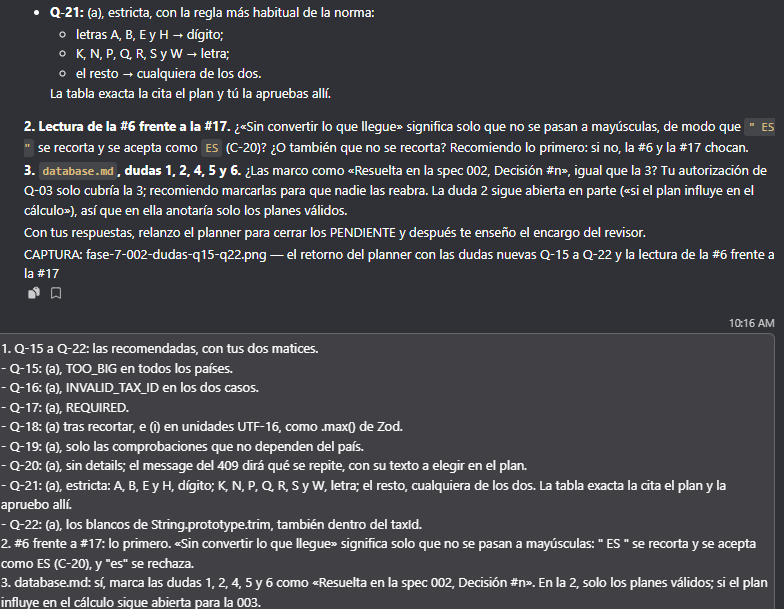 • Q-21: (a), estricta, con la regla más habitual de la norma:
○ letras A, B, E y H → dígito;
○ K, N, P, Q, R, S y W → letra;
○ el resto → cualquiera de los dos.
La tabla exacta la cita el plan y tú la apruebas allí.
2. Lectura de la #6 frente a la #17. ¿«Sin convertir lo que llegue» significa solo que no se pasan a mayúsculas, de modo que " ES
" se recorta y se acepta como ES (C-20)? ¿O también que no se recorta? Recomiendo lo primero: si no, la #6 y la #17 chocan.
3. database.md, dudas 1, 2, 4, 5 y 6. ¿Las marco como «Resuelta en la spec 002, Decisión #n», igual que la 3? Tu autorización de
Q-03 solo cubría la 3; recomiendo marcarlas para que nadie las reabra. La duda 2 sigue abierta en parte («si el plan influye en el
cálculo»), así que en ella anotaría solo los planes válidos.
Con tus respuestas, relanzo el planner para cerrar los PENDIENTE y después te enseño el encargo del revisor.
CAPTURA: fase-7-002-dudas-q15-q22.png — el retorno del planner con las dudas nuevas Q-15 a Q-22 y la lectura de la #6 frente a
la #17
10:16 AM
1. Q-15 a Q-22: las recomendadas, con tus dos matices.
- Q-15: (a), TOO_BIG en todos los países.
- Q-16: (a), INVALID_TAX_ID en los dos casos.
- Q-17: (a), REQUIRED.
- Q-18: (a) tras recortar, e (i) en unidades UTF-16, como .max() de Zod.
- Q-19: (a), solo las comprobaciones que no dependen del país.
- Q-20: (a), sin details; el message del 409 dirá qué se repite, con su texto a elegir en el plan.
- Q-21: (a), estricta: A, B, E y H, dígito; K, N, P, Q, R, S y W, letra; el resto, cualquiera de los dos. La tabla exacta la cita el plan y la
apruebo allí.
- Q-22: (a), los blancos de String.prototype.trim, también dentro del taxId.
2. #6 frente a #17: lo primero. «Sin convertir lo que llegue» significa solo que no se pasan a mayúsculas: " ES " se recorta y se acepta
como ES (C-20), y "es" se rechaza.
3. database.md: sí, marca las dudas 1, 2, 4, 5 y 6 como «Resuelta en la spec 002, Decisión #n». En la 2, solo los planes válidos; si el plan
influye en el cálculo sigue abierta para la 003.